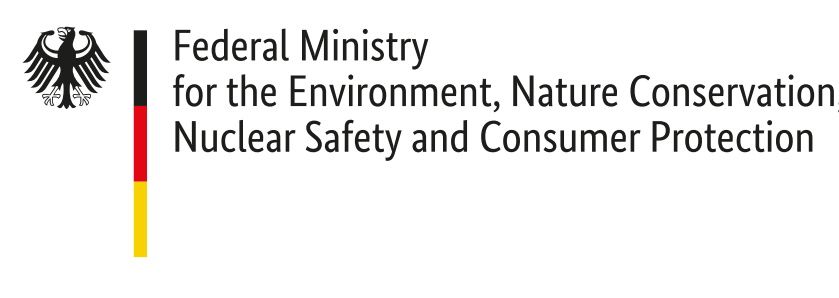 Federal Ministry
for the Environment, Nature Conservation,
Nuclear Safety and Consumer Protection